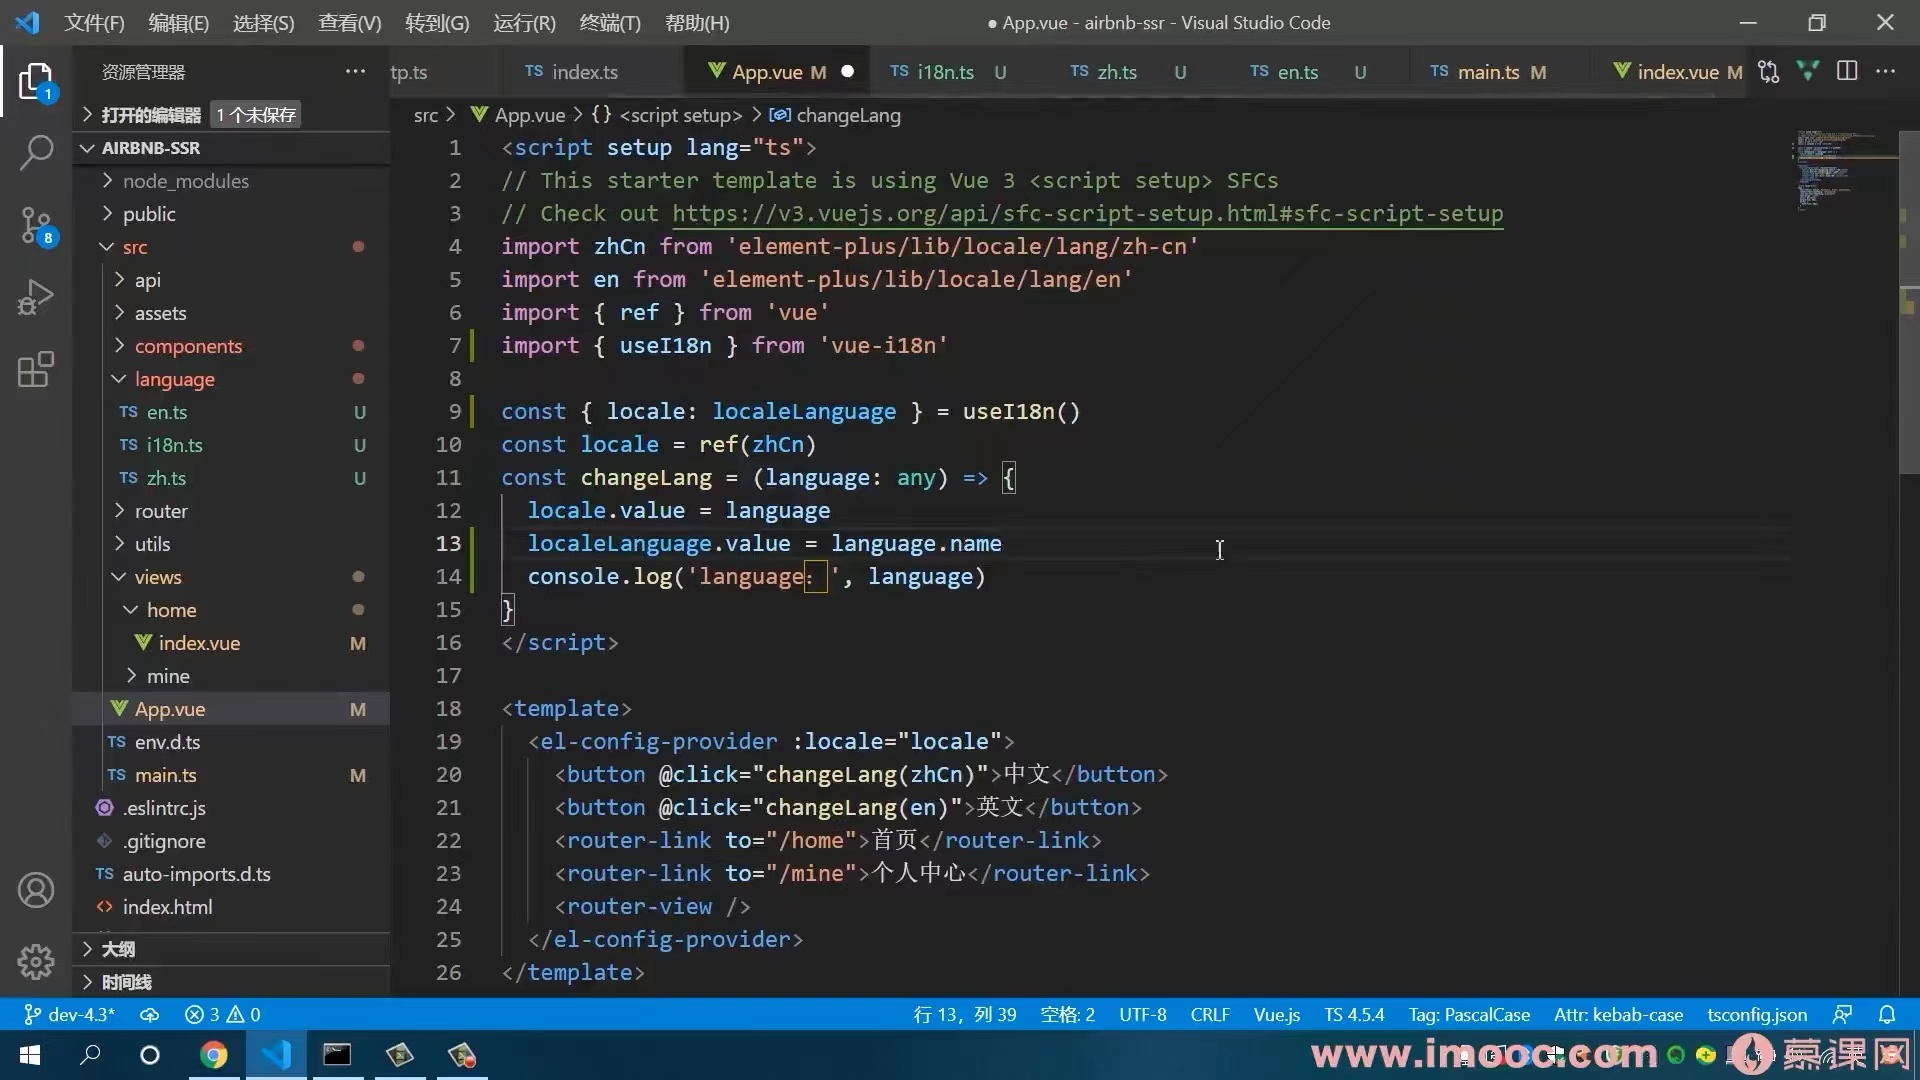 文件(F) 编辑(E) 选择(S) 查看(V) 转到(G) 运行(R) 终端(T) 帮助(H) ● App.vue - airbnb-ssr - Visual Studio Code
资源管理器 ··· tp.ts TS index.ts App.vue M ● TS i18n.ts U TS zh.ts U TS en.ts U TS main.ts M index.vue M ···
1
打开的编辑器 1 个未保存
src > App.vue > {} <script setup> > changeLang
AIRBNB-SSR
node_modules
public
8
src
api
assets
components
language
TS en.ts U
TS i18n.ts U
TS zh.ts U
router
utils
views
home
index.vue M
mine
App.vue M
TS env.d.ts
TS main.ts M
.eslintrc.js
.gitignore
TS auto-imports.d.ts
index.html
大纲
时间线
1 <script setup lang="ts">
2 // This starter template is using Vue 3 <script setup> SFCs
3 // Check out https://v3.vuejs.org/api/sfc-script-setup.html#sfc-script-setup
4 import zhCn from 'element-plus/lib/locale/lang/zh-cn'
5 import en from 'element-plus/lib/locale/lang/en'
6 import { ref } from 'vue'
7 import { useI18n } from 'vue-i18n'
8
9 const { locale: localeLanguage } = useI18n()
10 const locale = ref(zhCn)
11 const changeLang = (language: any) => {
12   locale.value = language
13   localeLanguage.value = language.name
14   console.log('language：', language)
15 }
16 </script>
17
18 <template>
19   <el-config-provider :locale="locale">
20     <button @click="changeLang(zhCn)">中文</button>
21     <button @click="changeLang(en)">英文</button>
22     <router-link to="/home">首页</router-link>
23     <router-link to="/mine">个人中心</router-link>
24     <router-view />
25   </el-config-provider>
26 </template>
dev-4.3* 3 0 行 13，列 39 空格: 2 UTF-8 CRLF Vue.js TS 4.5.4 Tag: PascalCase Attr: kebab-case tsconfig.json
www.imooc.com 慕课网